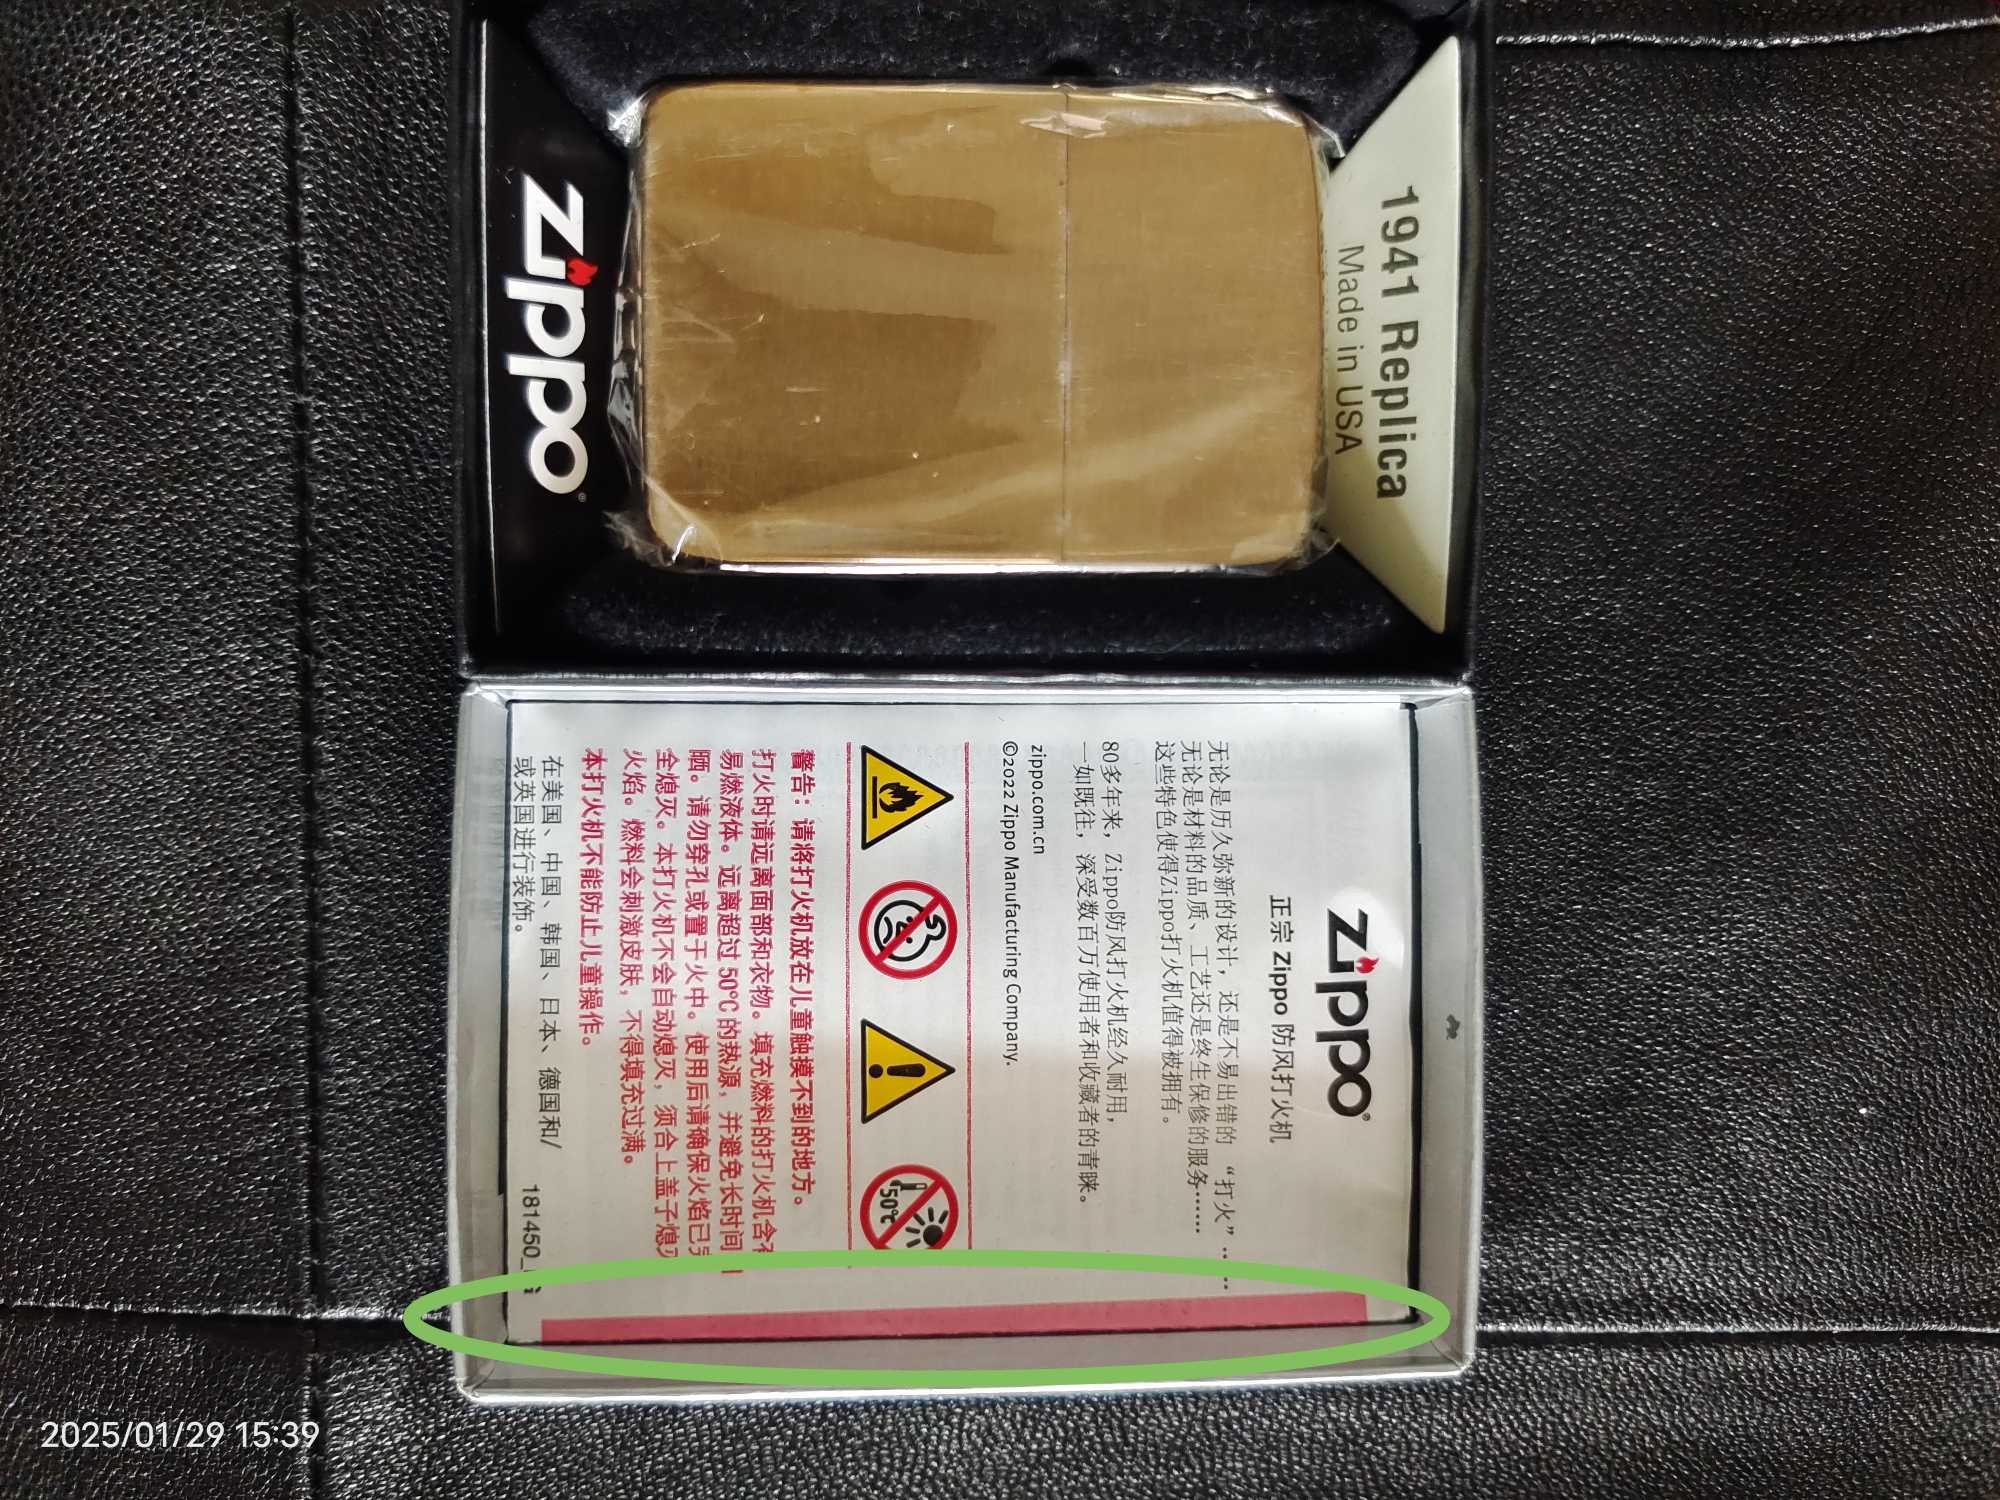 1941 Replica
Made in USA
zippo
zippo
正宗 Zippo 防风打火机
无论是历久弥新的设计，还是不易出错的 “打火” ……
无论是材料的品质、工艺还是终生保修的服务……
这些特色使得Zippo打火机值得被拥有。
80多年来，Zippo防风打火机经久耐用，
一如既往，深受数百万使用者和收藏者的青睐。
zippo.com.cn
©2022 Zippo Manufacturing Company.
50°C
警告：请将打火机放在儿童触摸不到的地方。
打火时请远离面部和衣物。填充燃料的打火机含有
易燃液体。远离超过 50°C 的热源，并避免长时间
晒。请勿穿孔或置于火中。使用后请确保火焰已完
全熄灭。本打火机不会自动熄灭，须合上盖子熄灭
火焰。燃料会刺激皮肤，不得填充过满。
本打火机不能防止儿童操作。
在美国、中国、韩国、日本、德国和/
或英国进行装饰。
181450_
2025/01/29 15:39